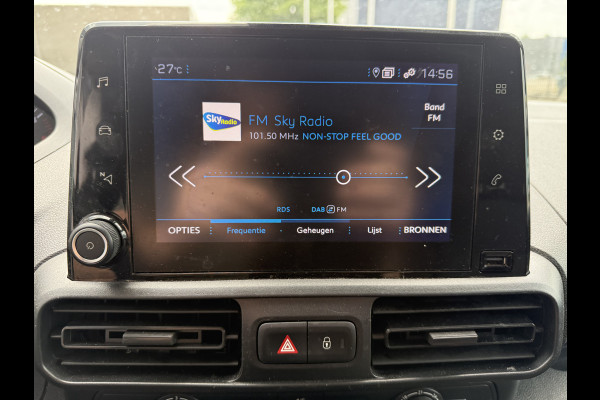 27°C 14:56
Sky Radio
FM Sky Radio
Band
FM
101.50 MHz NON-STOP FEEL GOOD
N
RDS DAB FM
OPTIES Frequentie Geheugen Lijst BRONNEN